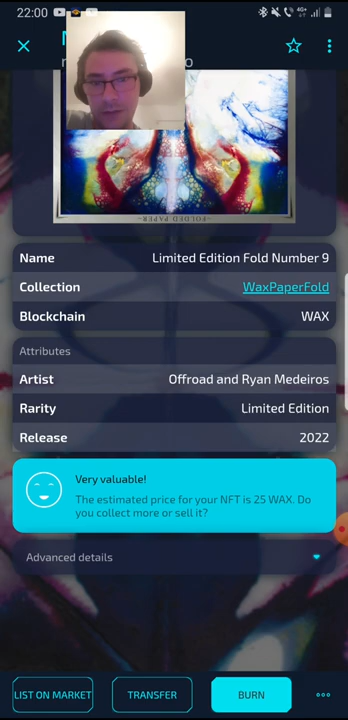 22:00
4G+
FOLDED PAPER
Name Limited Edition Fold Number 9
Collection WaxPaperFold
Blockchain WAX
Attributes
Artist Offroad and Ryan Medeiros
Rarity Limited Edition
Release 2022
Very valuable!
The estimated price for your NFT is 25 WAX. Do
you collect more or sell it?
Advanced details
LIST ON MARKET TRANSFER BURN